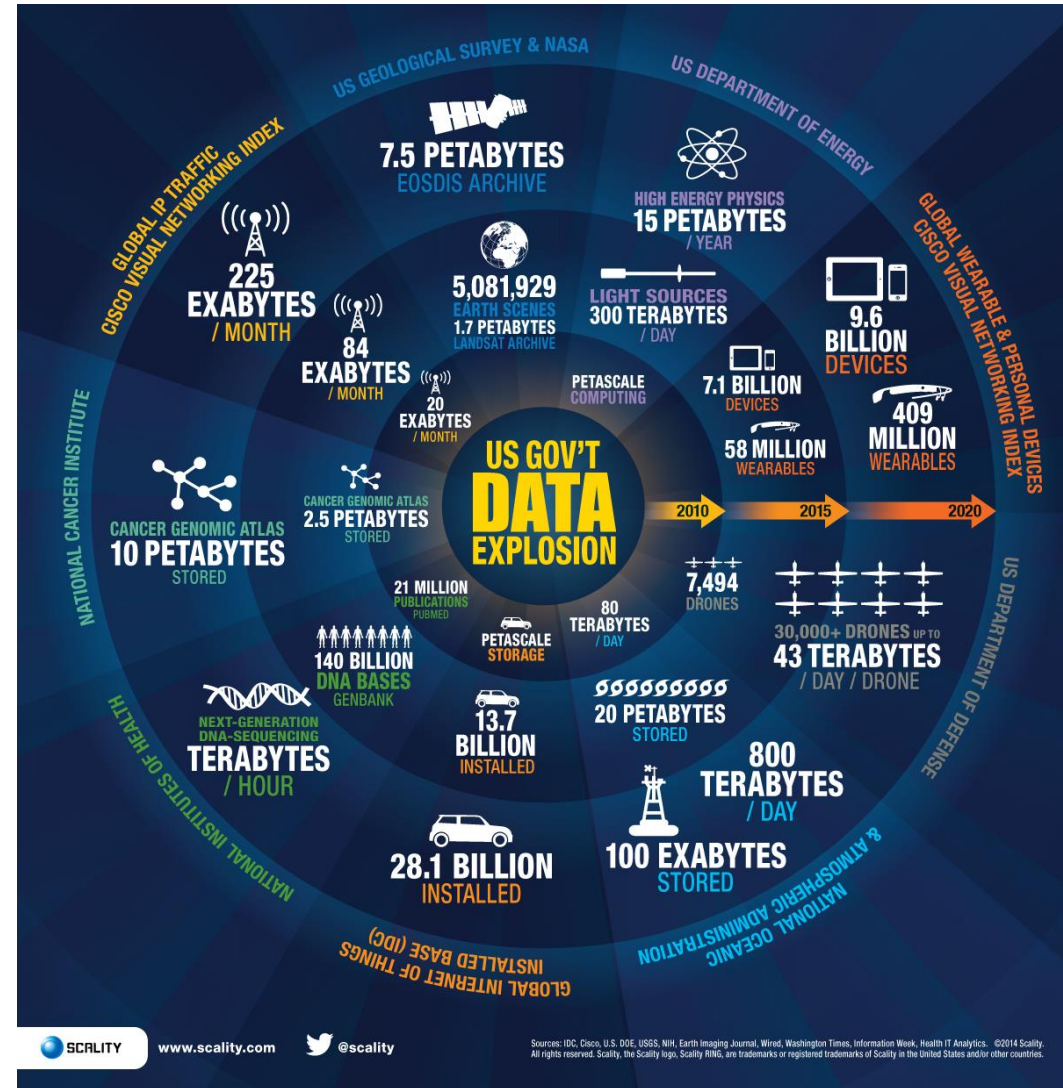 US GEOLOGICAL SURVEY & NASA
7.5 PETABYTES
EOSDIS ARCHIVE
5,081,929
EARTH SCENES
1.7 PETABYTES
LANDSAT ARCHIVE
US DEPARTMENT OF ENERGY
HIGH ENERGY PHYSICS
15 PETABYTES
/ YEAR
LIGHT SOURCES
300 TERABYTES
/ DAY
PETASCALE
COMPUTING
GLOBAL WEARABLE & PERSONAL DEVICES
CISCO VISUAL NETWORKING INDEX
9.6
BILLION
DEVICES
409
MILLION
WEARABLES
7.1 BILLION
DEVICES
58 MILLION
WEARABLES
GLOBAL IP TRAFFIC
CISCO VISUAL NETWORKING INDEX
225
EXABYTES
/ MONTH
84
EXABYTES
/ MONTH
20
EXABYTES
/ MONTH
US GOV'T
DATA
EXPLOSION
2010
2015
2020
NATIONAL CANCER INSTITUTE
CANCER GENOMIC ATLAS
10 PETABYTES
STORED
CANCER GENOMIC ATLAS
2.5 PETABYTES
STORED
US DEPARTMENT OF DEFENSE
7,494
DRONES
30,000+ DRONES UP TO
43 TERABYTES
/ DAY / DRONE
NATIONAL INSTITUTES OF HEALTH
21 MILLION
PUBLICATIONS
PUBMED
140 BILLION
DNA BASES
GENBANK
NEXT-GENERATION
DNA-SEQUENCING
TERABYTES
/ HOUR
PETASCALE
STORAGE
13.7
BILLION
INSTALLED
28.1 BILLION
INSTALLED
GLOBAL INTERNET OF THINGS
INSTALLED BASE (IDC)
80
TERABYTES
/ DAY
20 PETABYTES
STORED
800
TERABYTES
/ DAY
100 EXABYTES
STORED
NATIONAL OCEANIC
& ATMOSPHERIC ADMINISTRATION
SCALITY
www.scality.com
@scality
Sources: IDC, Cisco, U.S. DOE, USGS, NIH, Earth Imaging Journal, Wired, Washington Times, Information Week, Health IT Analytics. ©2014 Scality.
All rights reserved. Scality, the Scality logo, Scality RING, are trademarks or registered trademarks of Scality in the United States and/or other countries.